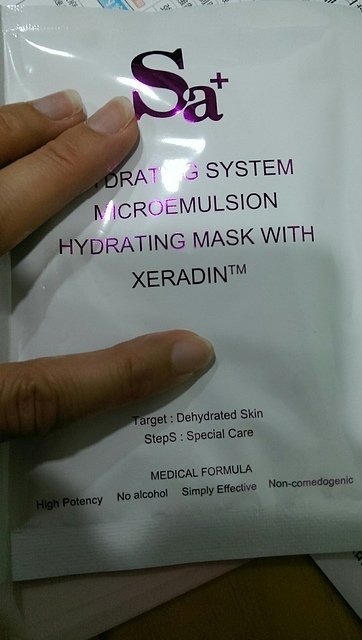 Sa+
HYDRATING SYSTEM
MICROEMULSION
HYDRATING MASK WITH
XERADIN™
Target : Dehydrated Skin
StepS : Special Care
MEDICAL FORMULA
High Potency No alcohol Simply Effective Non-comedogenic